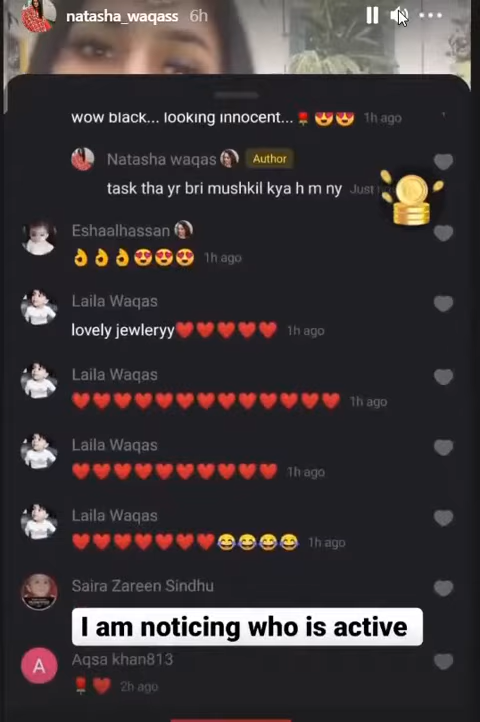 natasha_waqass 6h
wow black... looking innocent...🌹😍😍 1h ago
Natasha waqas Author
task tha yr bri mushkil kya h m ny Just
Eshaalhassan
👌👌👌😍😍😍 1h ago
Laila Waqas
lovely jewleryy❤️❤️❤️❤️❤️ 1h ago
Laila Waqas
❤️❤️❤️❤️❤️❤️❤️❤️❤️❤️❤️❤️❤️ 1h ago
Laila Waqas
❤️❤️❤️❤️❤️❤️❤️❤️❤️❤️ 1h ago
Laila Waqas
❤️❤️❤️❤️❤️❤️❤️😂😂😂😂 1h ago
Saira Zareen Sindhu
I am noticing who is active
A Aqsa khan813
🌹❤️ 2h ago